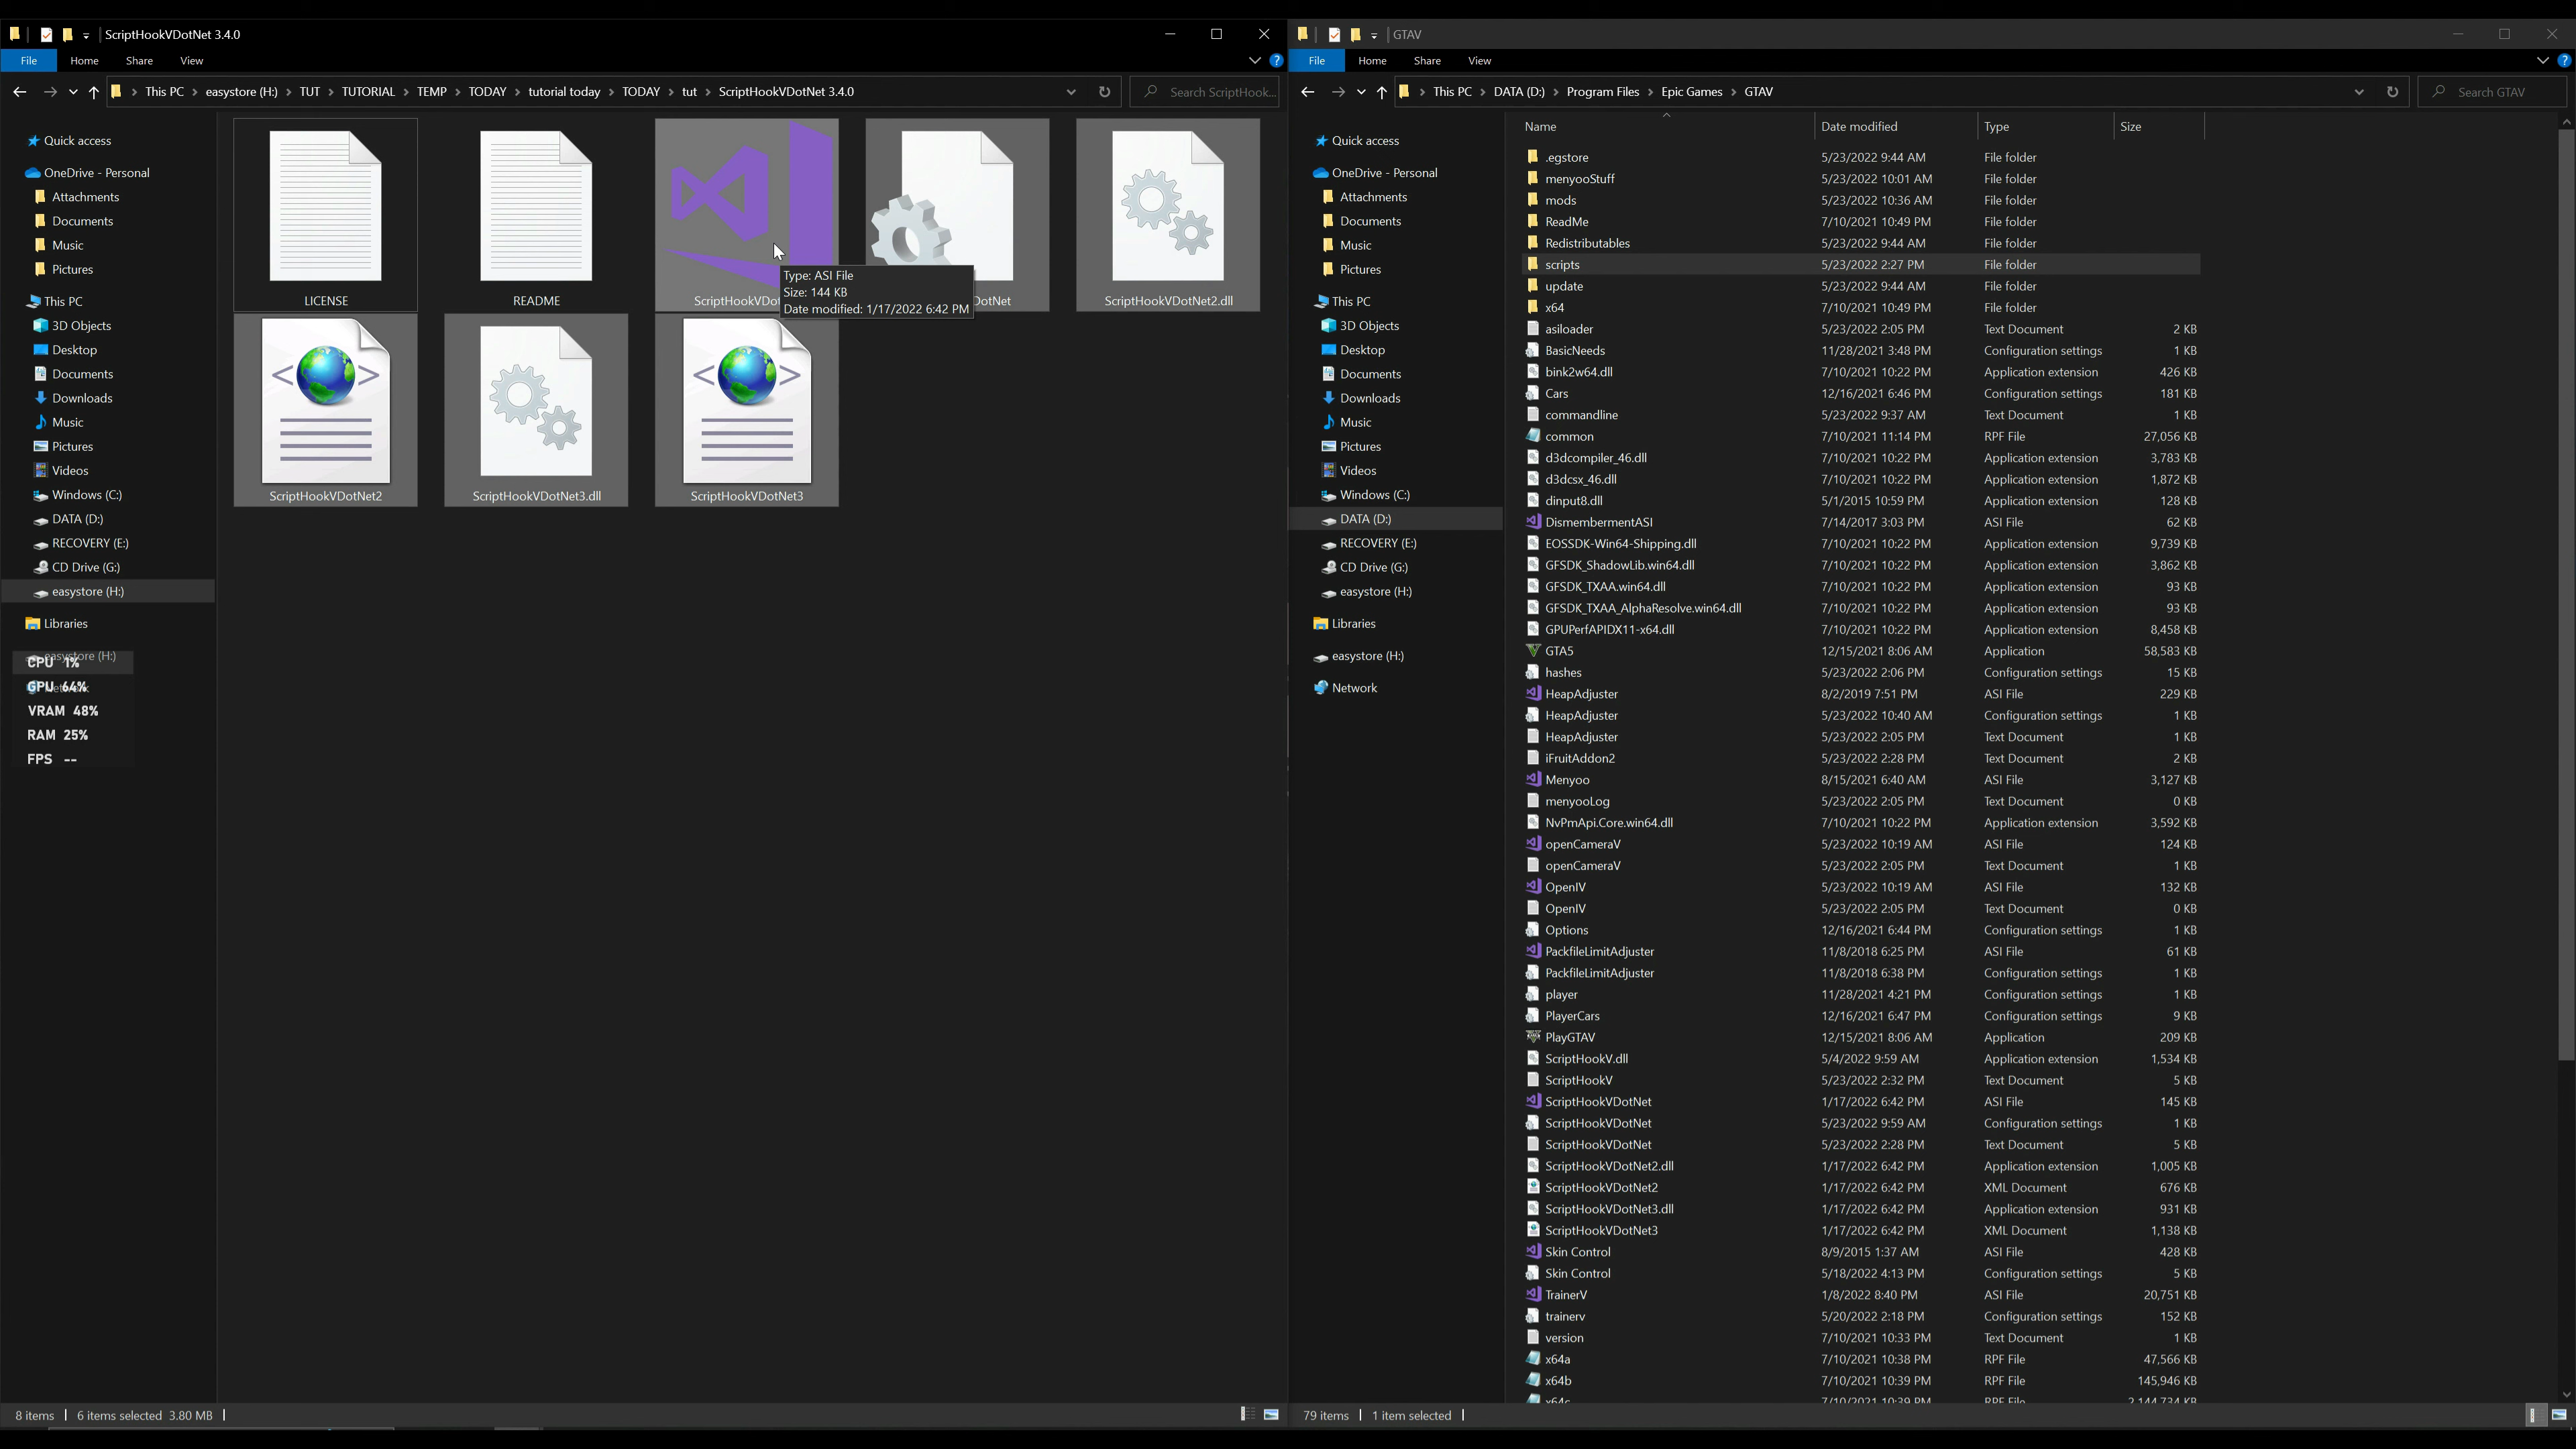 ScriptHookVDotNet 3.4.0
File Home Share View
This PC easystore (H:) TUT TUTORIAL TEMP TODAY tutorial today TODAY tut ScriptHookVDotNet 3.4.0
Search ScriptHook...
Quick access
OneDrive - Personal
Attachments
Documents
Music
Pictures
This PC
3D Objects
Desktop
Documents
Downloads
Music
Pictures
Videos
Windows (C:)
DATA (D:)
RECOVERY (E:)
CD Drive (G:)
easystore (H:)
Libraries
easystore (H:)
CPU 1%
GPU 64%
VRAM 48%
RAM 25%
FPS --
LICENSE
README
ScriptHookVDot
DotNet
ScriptHookVDotNet2.dll
Type: ASI File
Size: 144 KB
Date modified: 1/17/2022 6:42 PM
ScriptHookVDotNet2
ScriptHookVDotNet3.dll
ScriptHookVDotNet3
8 items 6 items selected 3.80 MB
GTAV
File Home Share View
This PC DATA (D:) Program Files Epic Games GTAV
Search GTAV
Quick access
OneDrive - Personal
Attachments
Documents
Music
Pictures
This PC
3D Objects
Desktop
Documents
Downloads
Music
Pictures
Videos
Windows (C:)
DATA (D:)
RECOVERY (E:)
CD Drive (G:)
easystore (H:)
Libraries
easystore (H:)
Network
Name Date modified Type Size
.egstore 5/23/2022 9:44 AM File folder
menyooStuff 5/23/2022 10:01 AM File folder
mods 5/23/2022 10:36 AM File folder
ReadMe 7/10/2021 10:49 PM File folder
Redistributables 5/23/2022 9:44 AM File folder
scripts 5/23/2022 2:27 PM File folder
update 5/23/2022 9:44 AM File folder
x64 7/10/2021 10:49 PM File folder
asiloader 5/23/2022 2:05 PM Text Document 2 KB
BasicNeeds 11/28/2021 3:48 PM Configuration settings 1 KB
bink2w64.dll 7/10/2021 10:22 PM Application extension 426 KB
Cars 12/16/2021 6:46 PM Configuration settings 181 KB
commandline 5/23/2022 9:37 AM Text Document 1 KB
common 7/10/2021 11:14 PM RPF File 27,056 KB
d3dcompiler_46.dll 7/10/2021 10:22 PM Application extension 3,783 KB
d3dcsx_46.dll 7/10/2021 10:22 PM Application extension 1,872 KB
dinput8.dll 5/1/2015 10:59 PM Application extension 128 KB
DismembermentASI 7/14/2017 3:03 PM ASI File 62 KB
EOSSDK-Win64-Shipping.dll 7/10/2021 10:22 PM Application extension 9,739 KB
GFSDK_ShadowLib.win64.dll 7/10/2021 10:22 PM Application extension 3,862 KB
GFSDK_TXAA.win64.dll 7/10/2021 10:22 PM Application extension 93 KB
GFSDK_TXAA_AlphaResolve.win64.dll 7/10/2021 10:22 PM Application extension 93 KB
GPUPerfAPIDX11-x64.dll 7/10/2021 10:22 PM Application extension 8,458 KB
GTA5 12/15/2021 8:06 AM Application 58,583 KB
hashes 5/23/2022 2:06 PM Configuration settings 15 KB
HeapAdjuster 8/2/2019 7:51 PM ASI File 229 KB
HeapAdjuster 5/23/2022 10:40 AM Configuration settings 1 KB
HeapAdjuster 5/23/2022 2:05 PM Text Document 1 KB
iFruitAddon2 5/23/2022 2:28 PM Text Document 2 KB
Menyoo 8/15/2021 6:40 AM ASI File 3,127 KB
menyooLog 5/23/2022 2:05 PM Text Document 0 KB
NvPmApi.Core.win64.dll 7/10/2021 10:22 PM Application extension 3,592 KB
openCameraV 5/23/2022 10:19 AM ASI File 124 KB
openCameraV 5/23/2022 2:05 PM Text Document 1 KB
OpenIV 5/23/2022 10:19 AM ASI File 132 KB
OpenIV 5/23/2022 2:05 PM Text Document 0 KB
Options 12/16/2021 6:44 PM Configuration settings 1 KB
PackfileLimitAdjuster 11/8/2018 6:25 PM ASI File 61 KB
PackfileLimitAdjuster 11/8/2018 6:38 PM Configuration settings 1 KB
player 11/28/2021 4:21 PM Configuration settings 1 KB
PlayerCars 12/16/2021 6:47 PM Configuration settings 9 KB
PlayGTAV 12/15/2021 8:06 AM Application 209 KB
ScriptHookV.dll 5/4/2022 9:59 AM Application extension 1,534 KB
ScriptHookV 5/23/2022 2:32 PM Text Document 5 KB
ScriptHookVDotNet 1/17/2022 6:42 PM ASI File 145 KB
ScriptHookVDotNet 5/23/2022 9:59 AM Configuration settings 1 KB
ScriptHookVDotNet 5/23/2022 2:28 PM Text Document 5 KB
ScriptHookVDotNet2.dll 1/17/2022 6:42 PM Application extension 1,005 KB
ScriptHookVDotNet2 1/17/2022 6:42 PM XML Document 676 KB
ScriptHookVDotNet3.dll 1/17/2022 6:42 PM Application extension 931 KB
ScriptHookVDotNet3 1/17/2022 6:42 PM XML Document 1,138 KB
Skin Control 8/9/2015 1:37 AM ASI File 428 KB
Skin Control 5/18/2022 4:13 PM Configuration settings 5 KB
TrainerV 1/8/2022 8:40 PM ASI File 20,751 KB
trainerv 5/20/2022 2:18 PM Configuration settings 152 KB
version 7/10/2021 10:33 PM Text Document 1 KB
x64a 7/10/2021 10:38 PM RPF File 47,566 KB
x64b 7/10/2021 10:39 PM RPF File 145,946 KB
x64c 7/10/2021 10:39 PM RPF File 2,144,734 KB
79 items 1 item selected